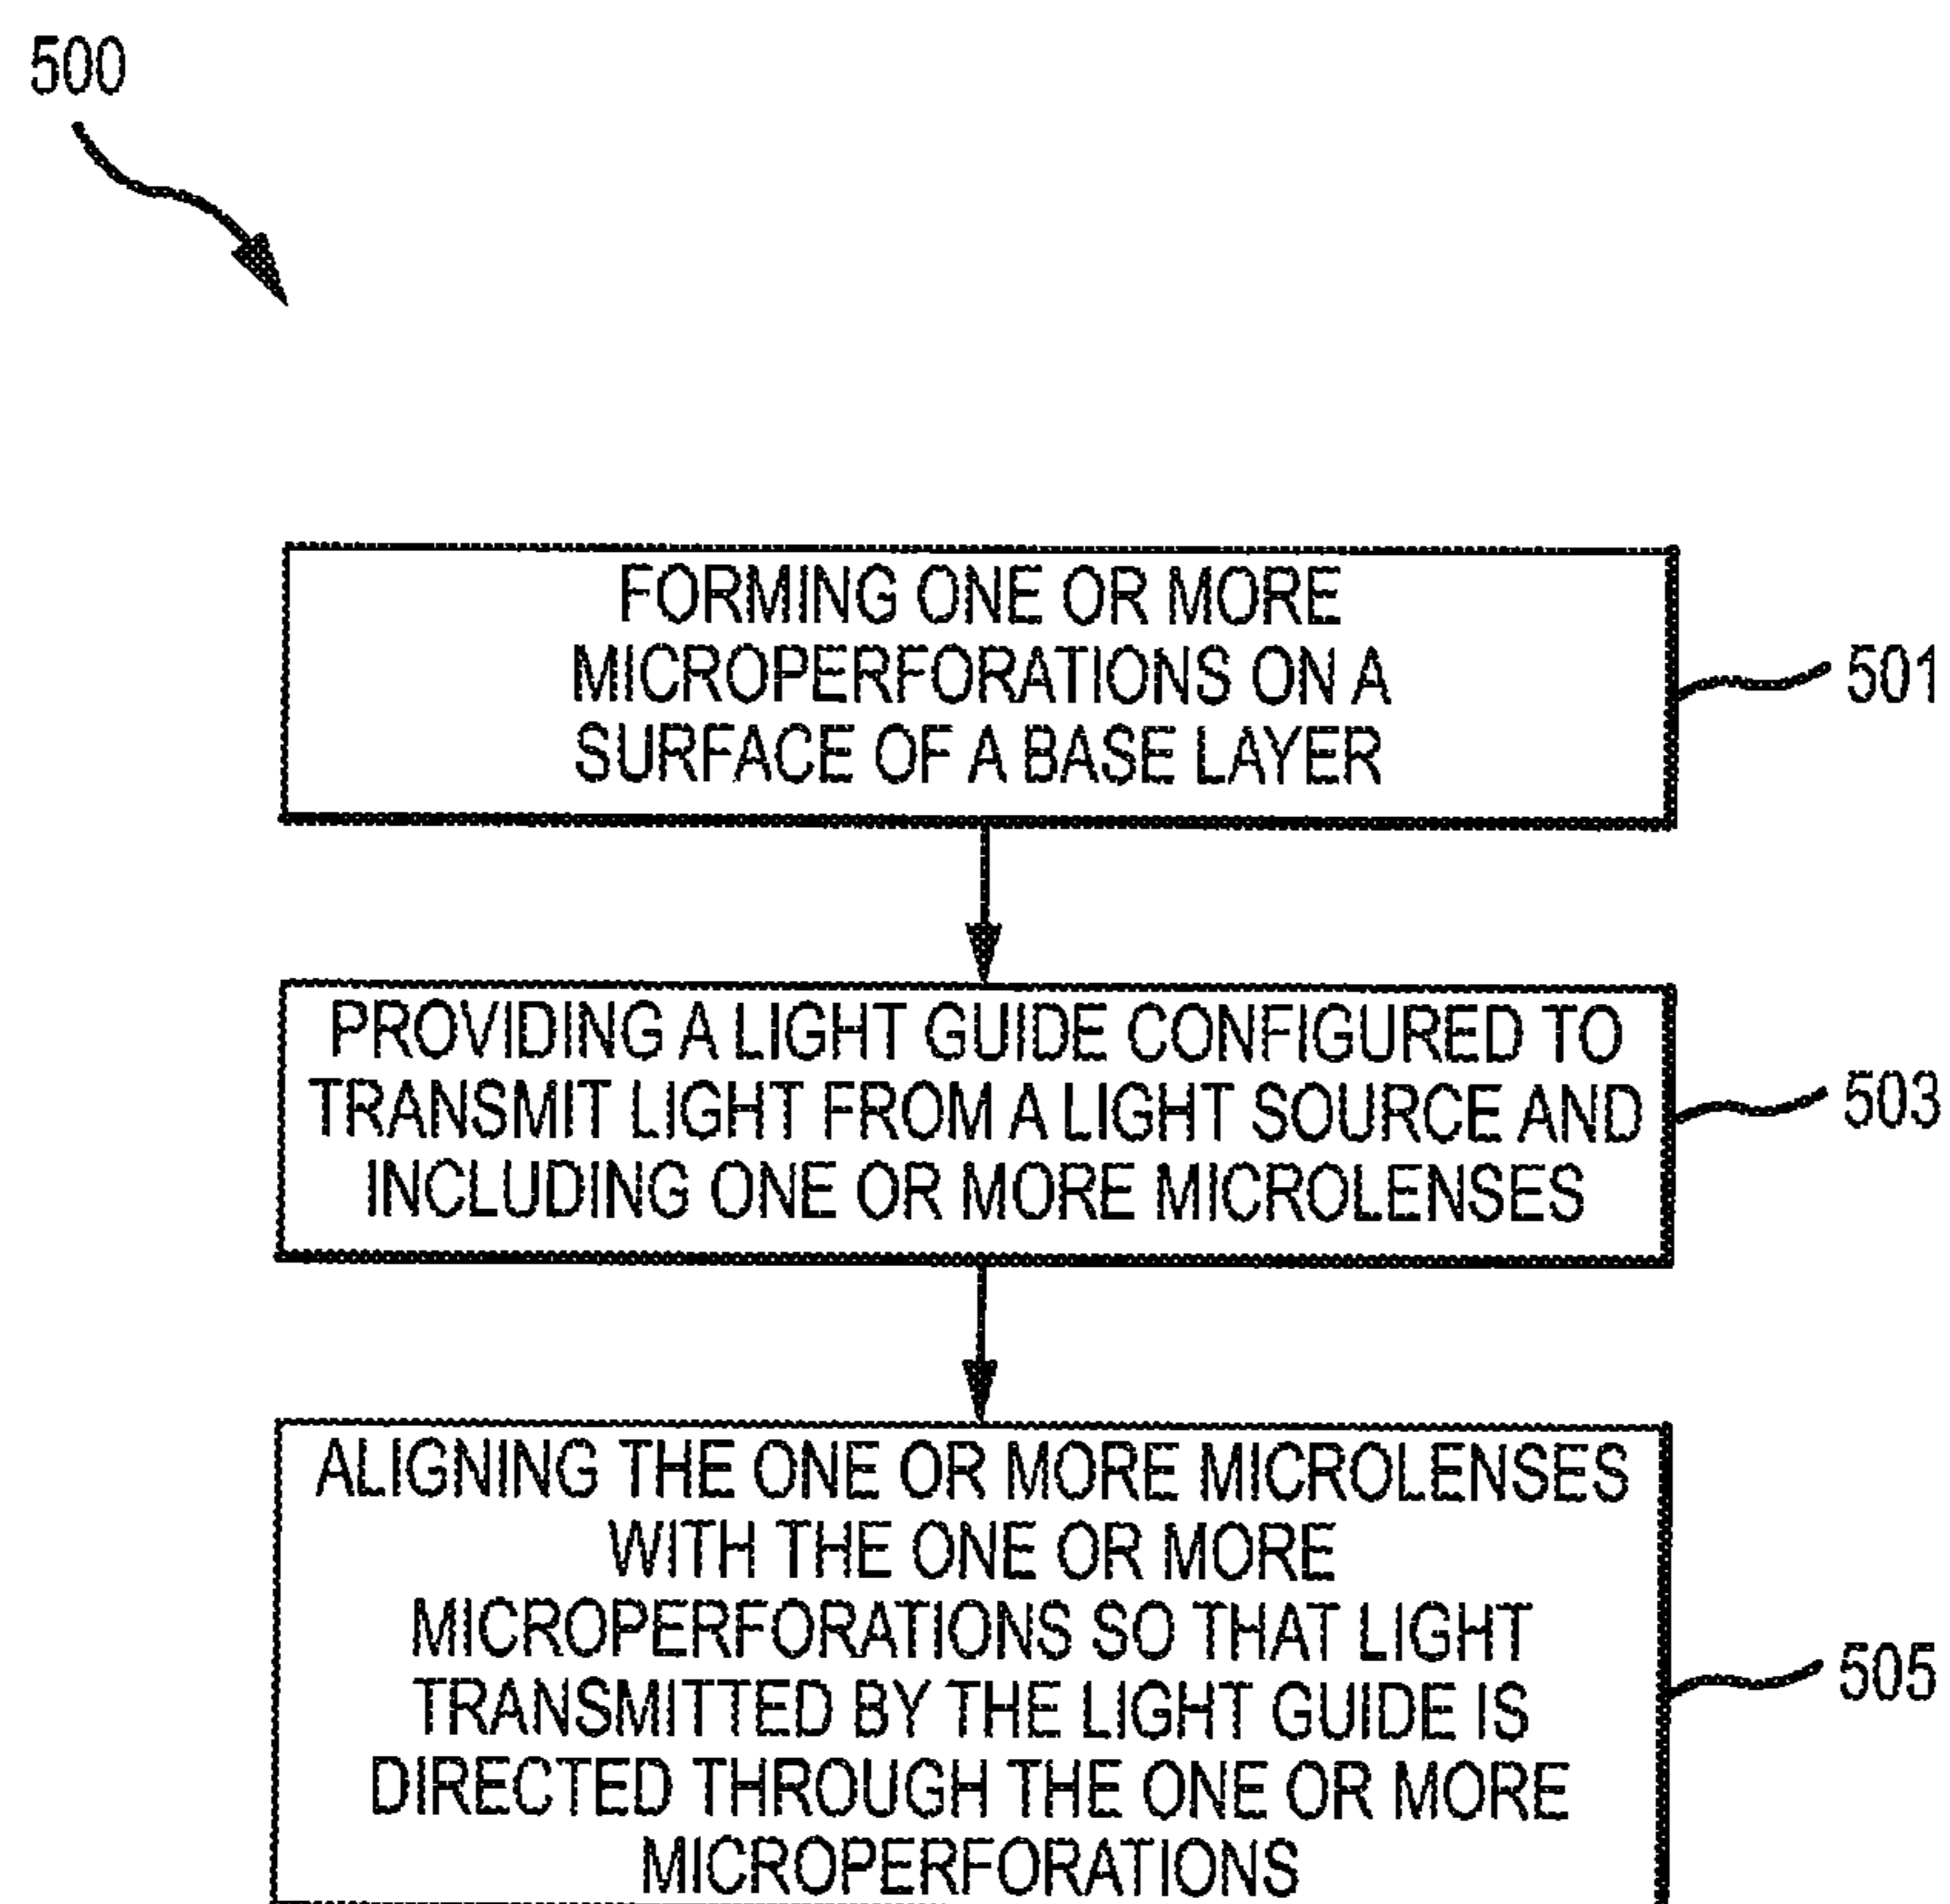 500
FORMING ONE OR MORE
MICROPERFORATIONS ON A
SURFACE OF A BASE LAYER
501
PROVIDING A LIGHT GUIDE CONFIGURED TO
TRANSMIT LIGHT FROM A LIGHT SOURCE AND
INCLUDING ONE OR MORE MICROLENSES
503
ALIGNING THE ONE OR MORE MICROLENSES
WITH THE ONE OR MORE
MICROPERFORATIONS SO THAT LIGHT
TRANSMITTED BY THE LIGHT GUIDE IS
DIRECTED THROUGH THE ONE OR MORE
MICROPERFORATIONS
505